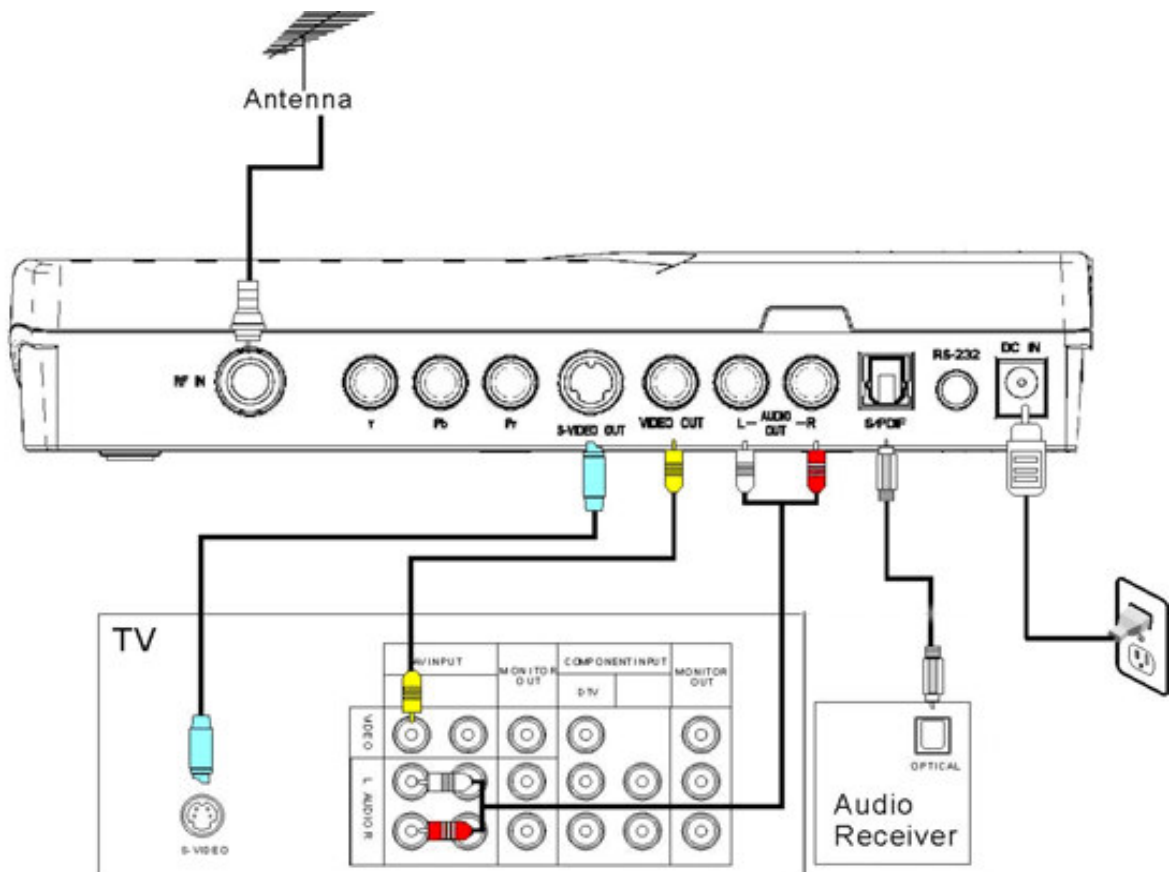 Antenna
RF IN
Y
Pb
Pr
S-VIDEO OUT
VIDEO OUT
L- AUDIO OUT -R
S/PDIF
RS-232
DC IN
TV
AV INPUT
MONITOR OUT
COMPONENT INPUT
DTV
MONITOR OUT
VIDEO
L AUDIO R
S-VIDEO
OPTICAL
Audio
Receiver